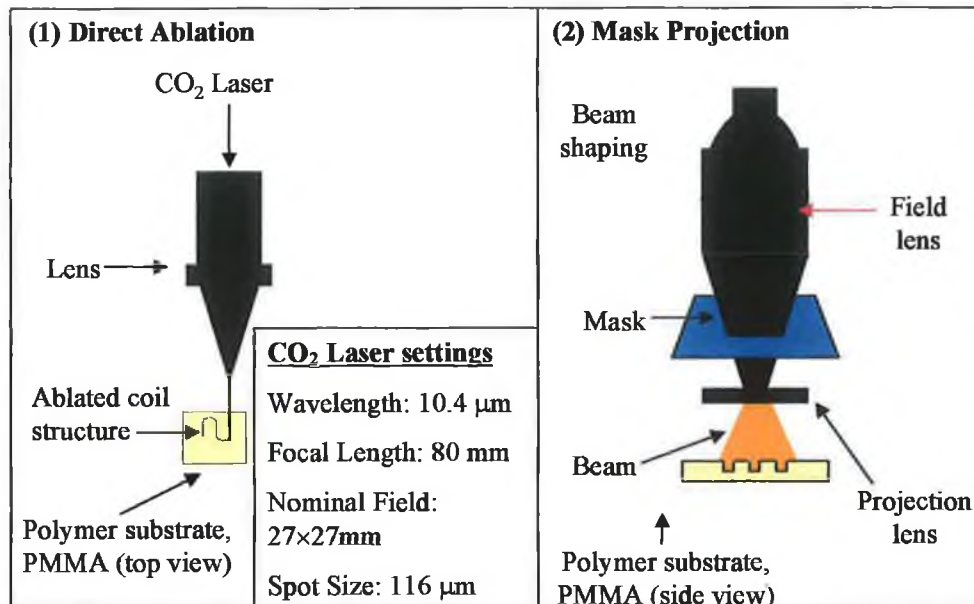 (1) Direct Ablation
CO₂ Laser
Lens
Ablated coil
structure
Polymer substrate,
PMMA (top view)
CO₂ Laser settings
Wavelength: 10.4 μm
Focal Length: 80 mm
Nominal Field:
27×27mm
Spot Size: 116 μm
(2) Mask Projection
Beam
shaping
Field
lens
Mask
Beam
Projection
lens
Polymer substrate,
PMMA (side view)